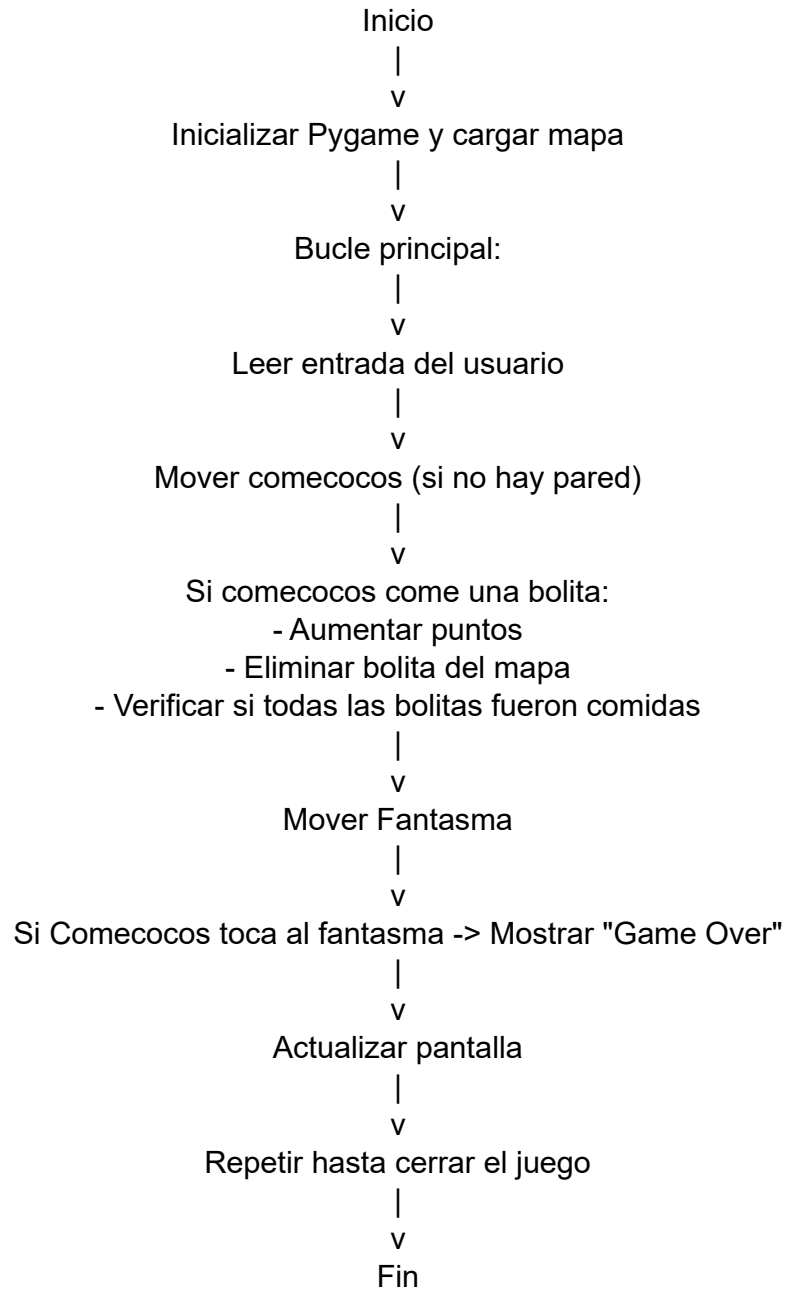 Inicio
|
v
Inicializar Pygame y cargar mapa
|
v
Bucle principal:
|
v
Leer entrada del usuario
|
v
Mover comecocos (si no hay pared)
|
v
Si comecocos come una bolita:
- Aumentar puntos
- Eliminar bolita del mapa
- Verificar si todas las bolitas fueron comidas
|
v
Mover Fantasma
|
v
Si Comecocos toca al fantasma -> Mostrar "Game Over"
|
v
Actualizar pantalla
|
v
Repetir hasta cerrar el juego
|
v
Fin